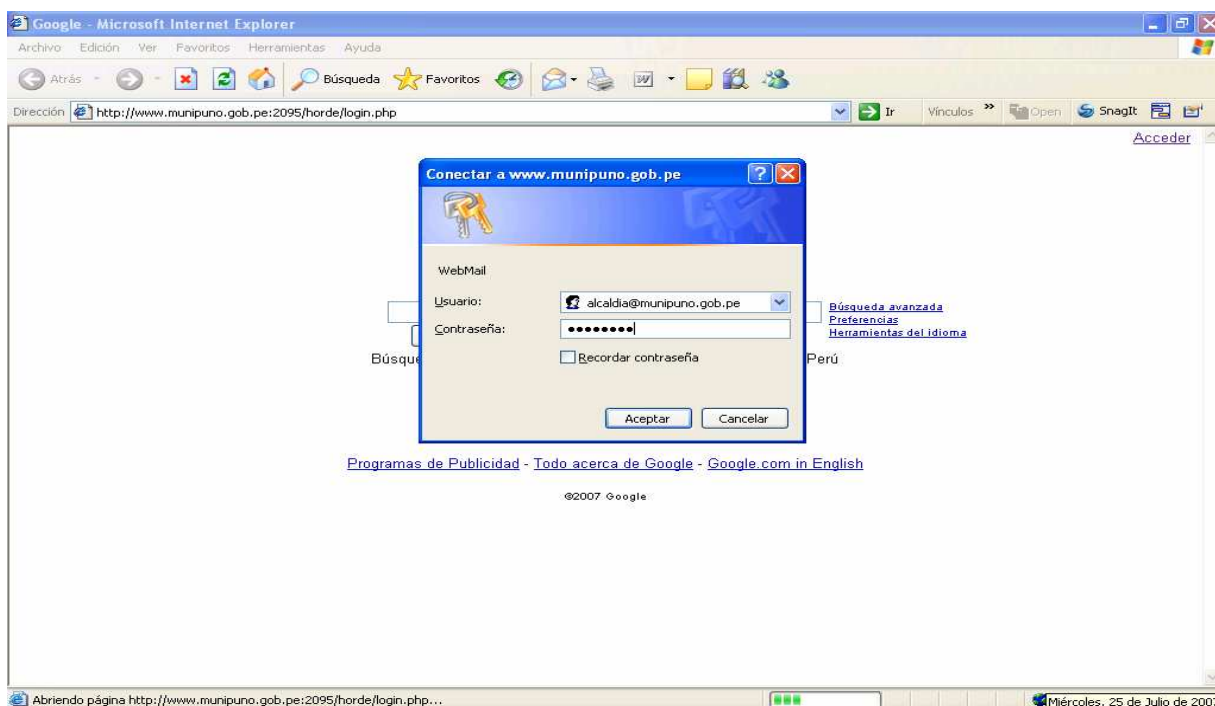 Google - Microsoft Internet Explorer
Archivo Edición Ver Favoritos Herramientas Ayuda
Atrás Búsqueda Favoritos
Dirección http://www.munipuno.gob.pe:2095/horde/login.php Ir Vínculos » Open SnagIt
Acceder
Conectar a www.munipuno.gob.pe
WebMail
Usuario: alcaldia@munipuno.gob.pe
Contraseña: ●●●●●●●●
Recordar contraseña
Aceptar Cancelar
Búsqueda avanzada
Preferencias
Herramientas del idioma
Perú
Programas de Publicidad - Todo acerca de Google - Google.com in English
©2007 Google
Abriendo página http://www.munipuno.gob.pe:2095/horde/login.php... Miércoles, 25 de Julio de 2007